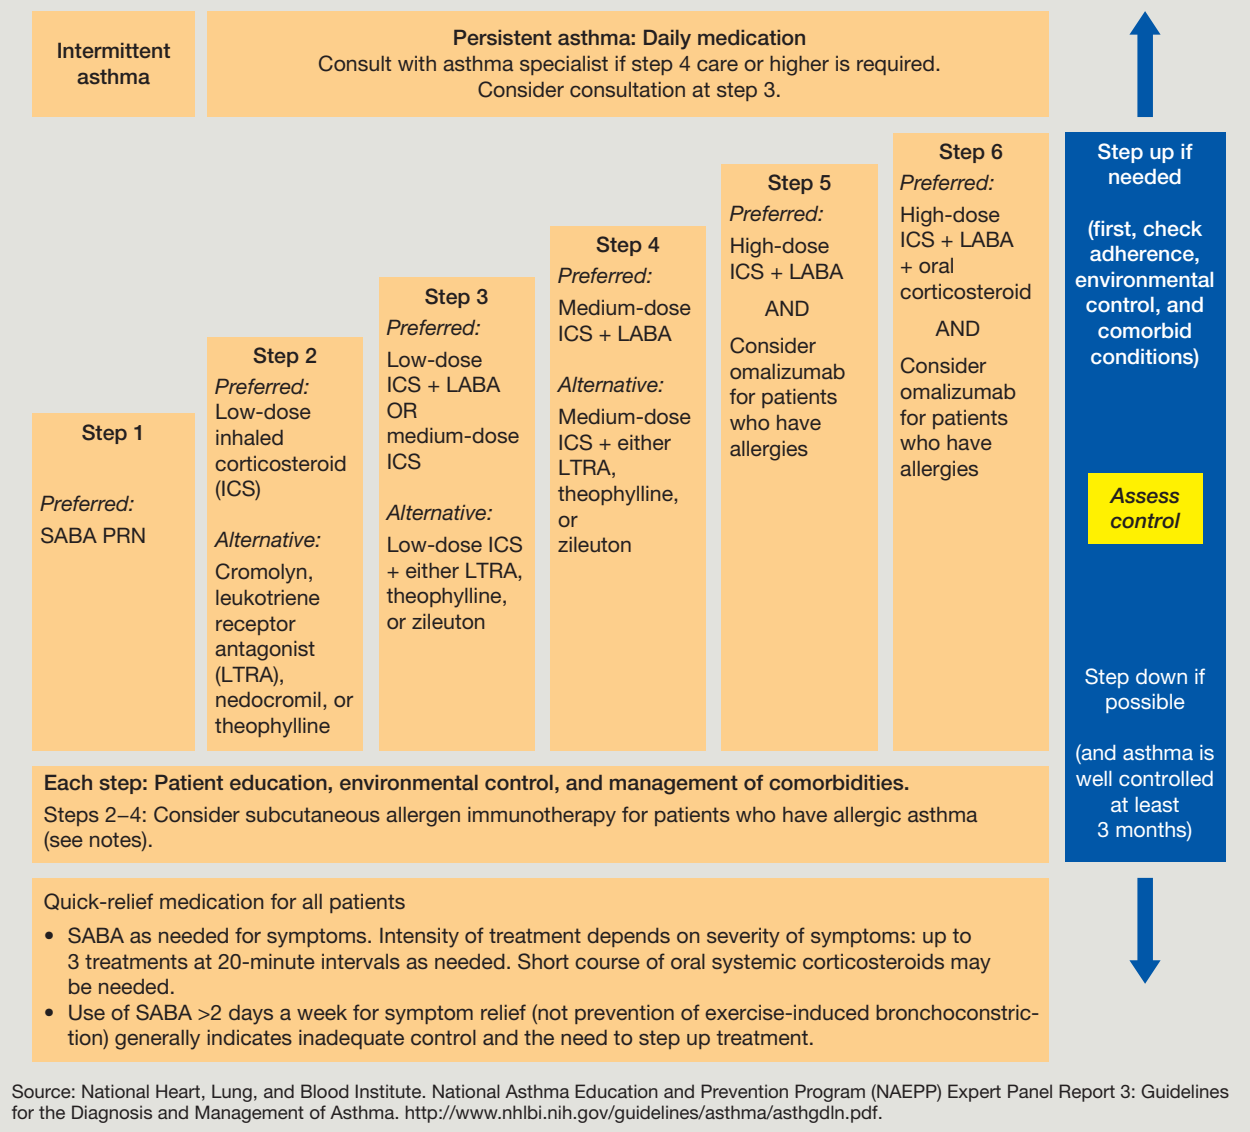 Intermittent
asthma
Persistent asthma: Daily medication
Consult with asthma specialist if step 4 care or higher is required.
Consider consultation at step 3.
Step 1
Preferred:
SABA PRN
Step 2
Preferred:
Low-dose
inhaled
corticosteroid
(ICS)
Alternative:
Cromolyn,
leukotriene
receptor
antagonist
(LTRA),
nedocromil, or
theophylline
Step 3
Preferred:
Low-dose
ICS + LABA
OR
medium-dose
ICS
Alternative:
Low-dose ICS
+ either LTRA,
theophylline,
or zileuton
Step 4
Preferred:
Medium-dose
ICS + LABA
Alternative:
Medium-dose
ICS + either
LTRA,
theophylline,
or
zileuton
Step 5
Preferred:
High-dose
ICS + LABA
AND
Consider
omalizumab
for patients
who have
allergies
Step 6
Preferred:
High-dose
ICS + LABA
+ oral
corticosteroid
AND
Consider
omalizumab
for patients
who have
allergies
Step up if
needed
(first, check
adherence,
environmental
control, and
comorbid
conditions)
Assess
control
Step down if
possible
(and asthma is
well controlled
at least
3 months)
Each step: Patient education, environmental control, and management of comorbidities.
Steps 2–4: Consider subcutaneous allergen immunotherapy for patients who have allergic asthma
(see notes).
Quick-relief medication for all patients
• SABA as needed for symptoms. Intensity of treatment depends on severity of symptoms: up to
3 treatments at 20-minute intervals as needed. Short course of oral systemic corticosteroids may
be needed.
• Use of SABA >2 days a week for symptom relief (not prevention of exercise-induced bronchoconstric-
tion) generally indicates inadequate control and the need to step up treatment.
Source: National Heart, Lung, and Blood Institute. National Asthma Education and Prevention Program (NAEPP) Expert Panel Report 3: Guidelines
for the Diagnosis and Management of Asthma. http://www.nhlbi.nih.gov/guidelines/asthma/asthgdln.pdf.